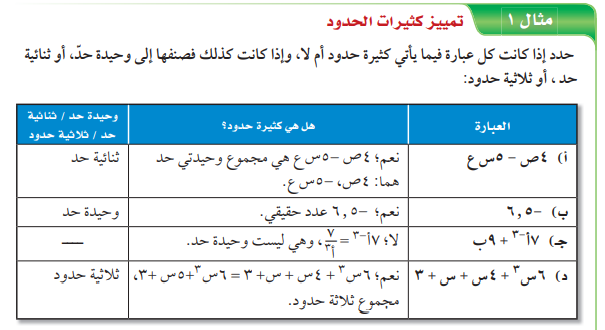 مثال ١ تمييز كثيرات الحدود
حدد إذا كانت كل عبارة فيما يأتي كثيرة حدود أم لا، وإذا كانت كذلك فصنفها إلى وحيدة حدّ، أو ثنائية
حد، أو ثلاثية حدود:
العبارة هل هي كثيرة حدود؟ وحيدة حد / ثنائية
حد / ثلاثية حدود
أ) ٤ص – ٥س ع نعم؛ ٤ص – ٥س ع هي مجموع وحيدتي حد ثنائية حد
هما: ٤ص، –٥س ع.
ب) –٦,٥ نعم؛ –٦,٥ عدد حقيقي. وحيدة حد
جـ) ٧أ⁻³ + ٩ب لا؛ ٧أ⁻³ = ٧/أ³، وهي ليست وحيدة حد. —
د) ٦س³ + ٤س + س + ٣ نعم؛ ٦س³ + ٤س + س + ٣ = ٦س³ + ٥س + ٣، ثلاثية حدود
مجموع ثلاثة حدود.